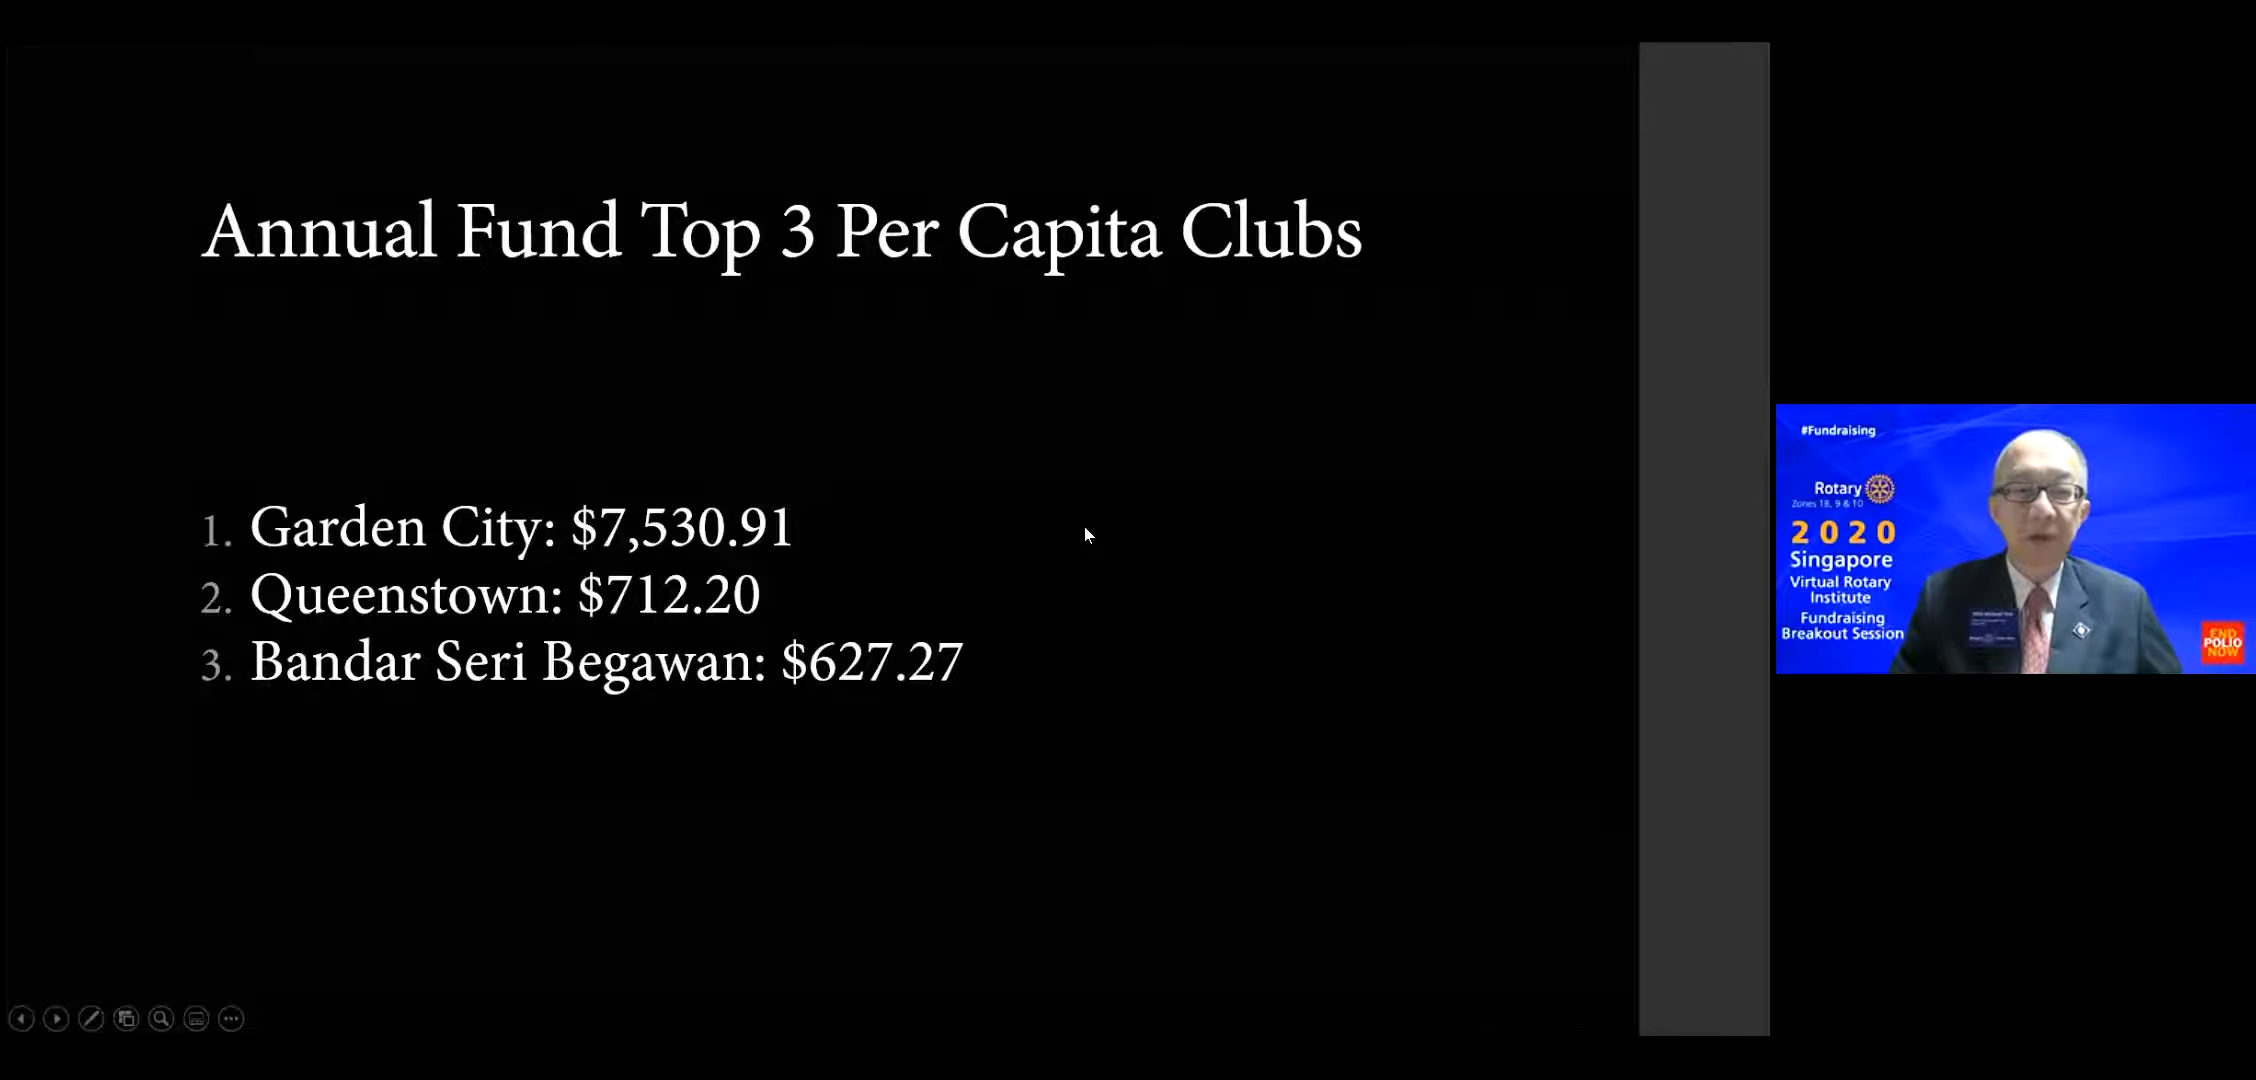 Annual Fund Top 3 Per Capita Clubs
1. Garden City: $7,530.91
2. Queenstown: $712.20
3. Bandar Seri Begawan: $627.27
#Fundraising
Rotary
Zones 18, 9 & 10
2020
Singapore
Virtual Rotary
Institute
Fundraising
Breakout Session
END
POLIO
NOW